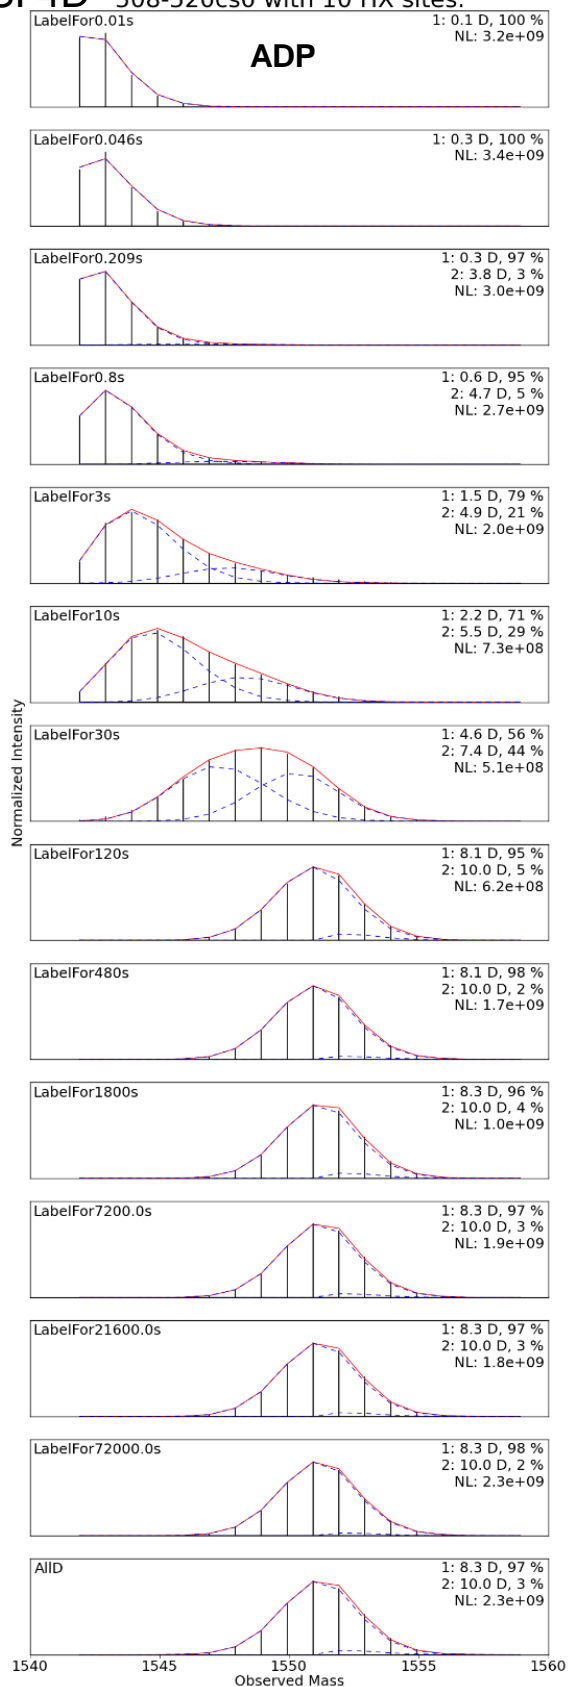 508-520cs6 with 10 HX sites.
ADP
LabelFor0.01s
1: 0.1 D, 100 %
NL: 3.2e+09
LabelFor0.046s
1: 0.3 D, 100 %
NL: 3.4e+09
LabelFor0.209s
1: 0.3 D, 97 %
2: 3.8 D, 3 %
NL: 3.0e+09
LabelFor0.8s
1: 0.6 D, 95 %
2: 4.7 D, 5 %
NL: 2.7e+09
LabelFor3s
1: 1.5 D, 79 %
2: 4.9 D, 21 %
NL: 2.0e+09
LabelFor10s
1: 2.2 D, 71 %
2: 5.5 D, 29 %
NL: 7.3e+08
Normalized Intensity
LabelFor30s
1: 4.6 D, 56 %
2: 7.4 D, 44 %
NL: 5.1e+08
LabelFor120s
1: 8.1 D, 95 %
2: 10.0 D, 5 %
NL: 6.2e+08
LabelFor480s
1: 8.1 D, 98 %
2: 10.0 D, 2 %
NL: 1.7e+09
LabelFor1800s
1: 8.3 D, 96 %
2: 10.0 D, 4 %
NL: 1.0e+09
LabelFor7200.0s
1: 8.3 D, 97 %
2: 10.0 D, 3 %
NL: 1.9e+09
LabelFor21600.0s
1: 8.3 D, 97 %
2: 10.0 D, 3 %
NL: 1.8e+09
LabelFor72000.0s
1: 8.3 D, 98 %
2: 10.0 D, 2 %
NL: 2.3e+09
AllD
1: 8.3 D, 97 %
2: 10.0 D, 3 %
NL: 2.3e+09
1540 1545 1550 1555 1560
Observed Mass